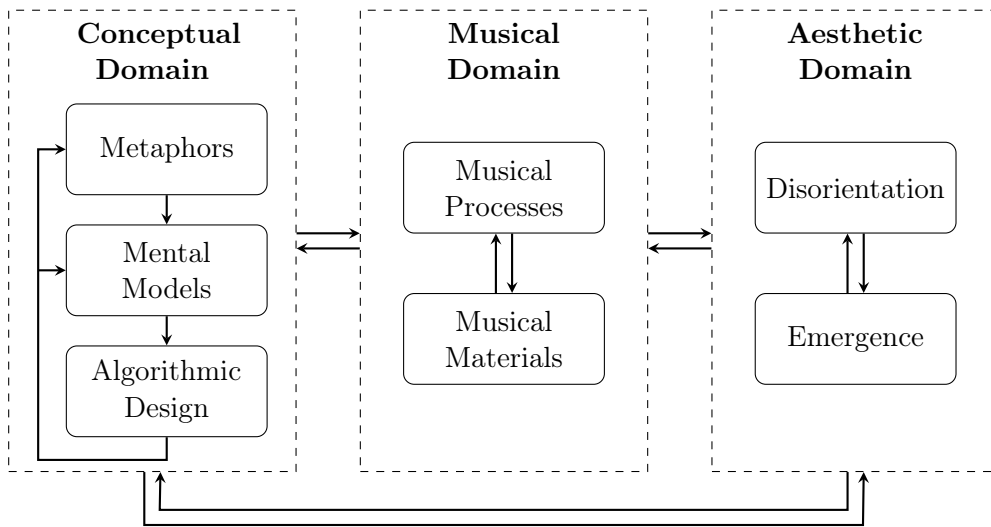 Conceptual
Domain
Metaphors
Mental
Models
Algorithmic
Design
Musical
Domain
Musical
Processes
Musical
Materials
Aesthetic
Domain
Disorientation
Emergence